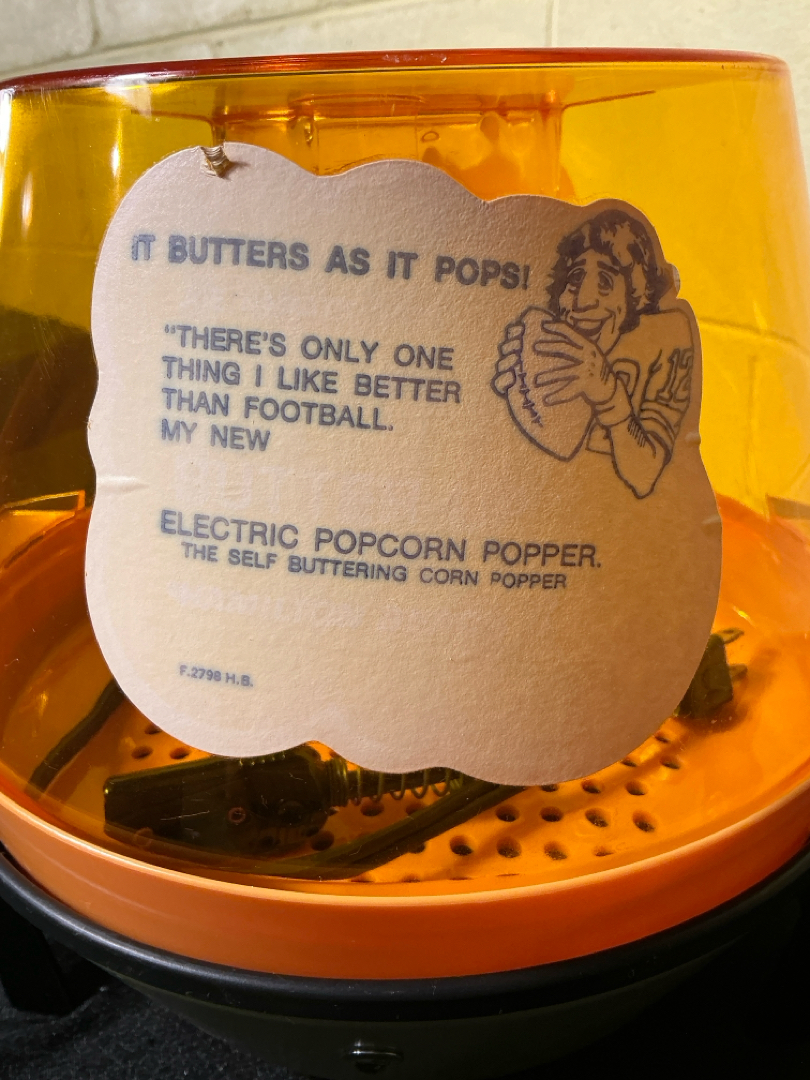 IT BUTTERS AS IT POPS!
"THERE'S ONLY ONE
THING I LIKE BETTER
THAN FOOTBALL.
MY NEW
ELECTRIC POPCORN POPPER.
THE SELF BUTTERING CORN POPPER
F.2798 H.B.
12